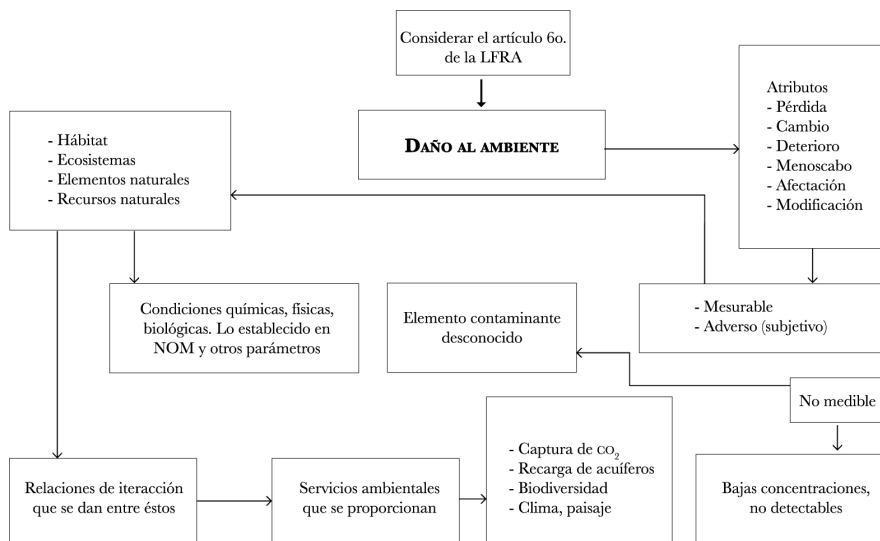 Considerar el artículo 6o.
de la LFRA
DAÑO AL AMBIENTE
Atributos
- Pérdida
- Cambio
- Deterioro
- Menoscabo
- Afectación
- Modificación
- Hábitat
- Ecosistemas
- Elementos naturales
- Recursos naturales
Condiciones químicas, físicas,
biológicas. Lo establecido en
NOM y otros parámetros
Elemento contaminante
desconocido
- Mesurable
- Adverso (subjetivo)
No medible
Relaciones de iteracción
que se dan entre éstos
Servicios ambientales
que se proporcionan
- Captura de CO₂
- Recarga de acuíferos
- Biodiversidad
- Clima, paisaje
Bajas concentraciones,
no detectables